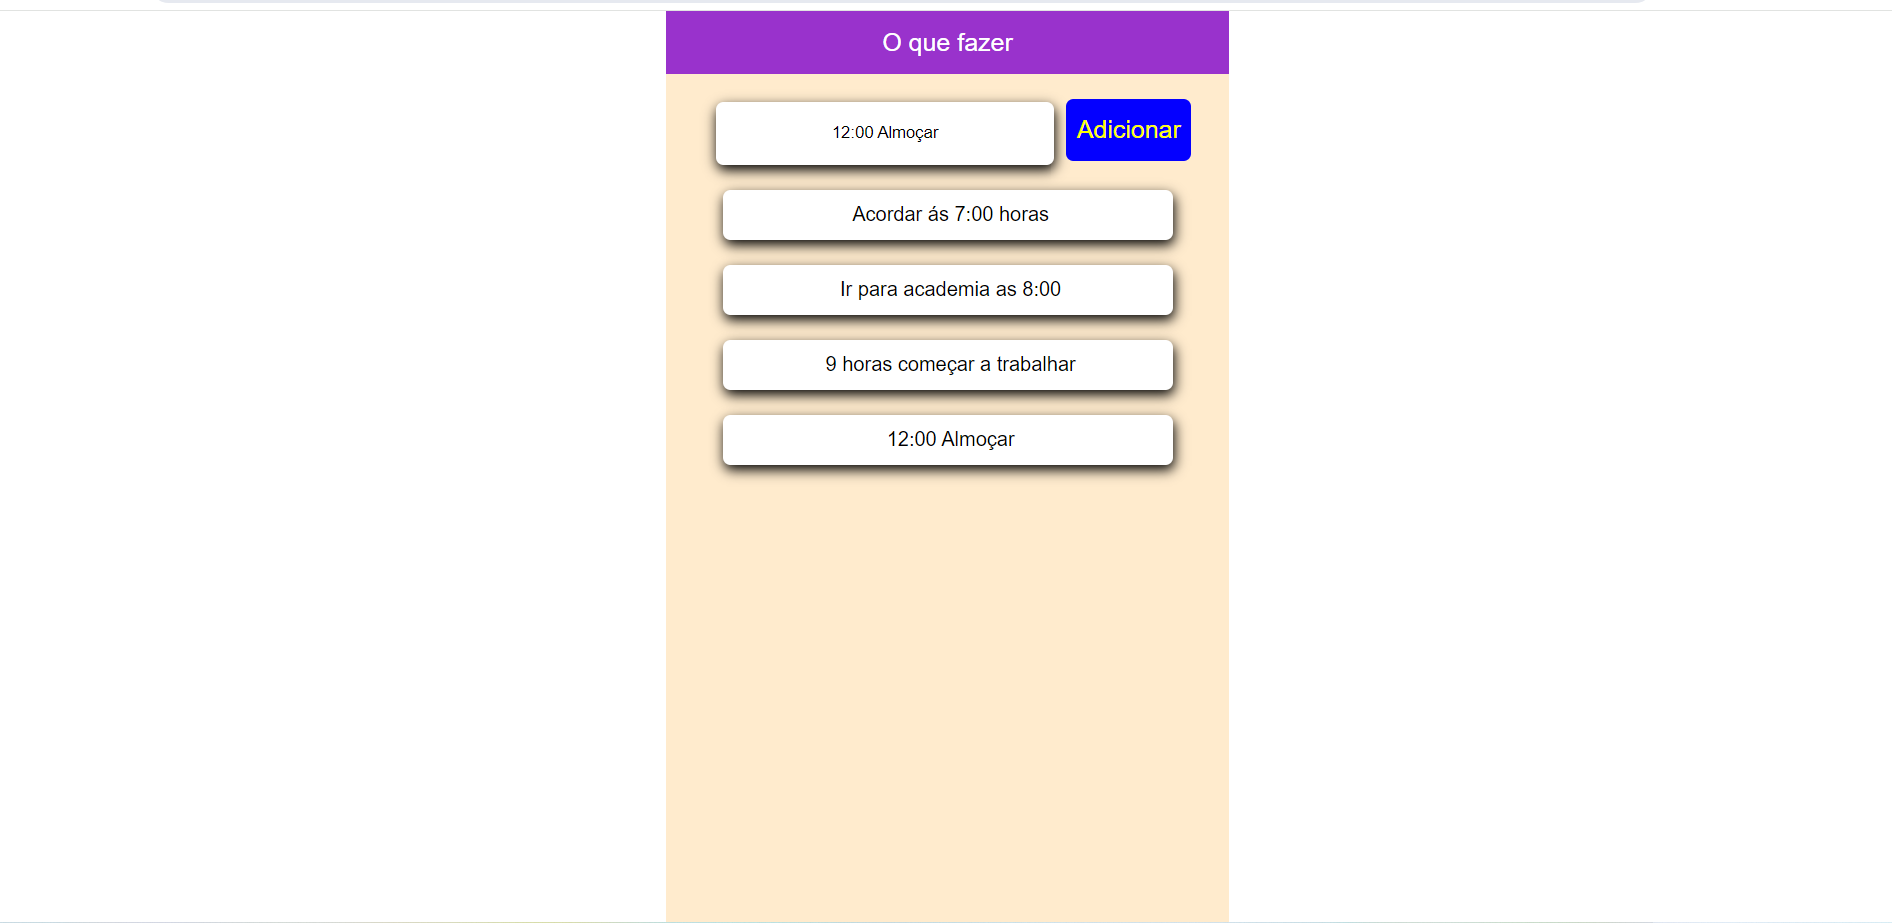 O que fazer
12:00 Almoçar
Adicionar
Acordar ás 7:00 horas
Ir para academia as 8:00
9 horas começar a trabalhar
12:00 Almoçar